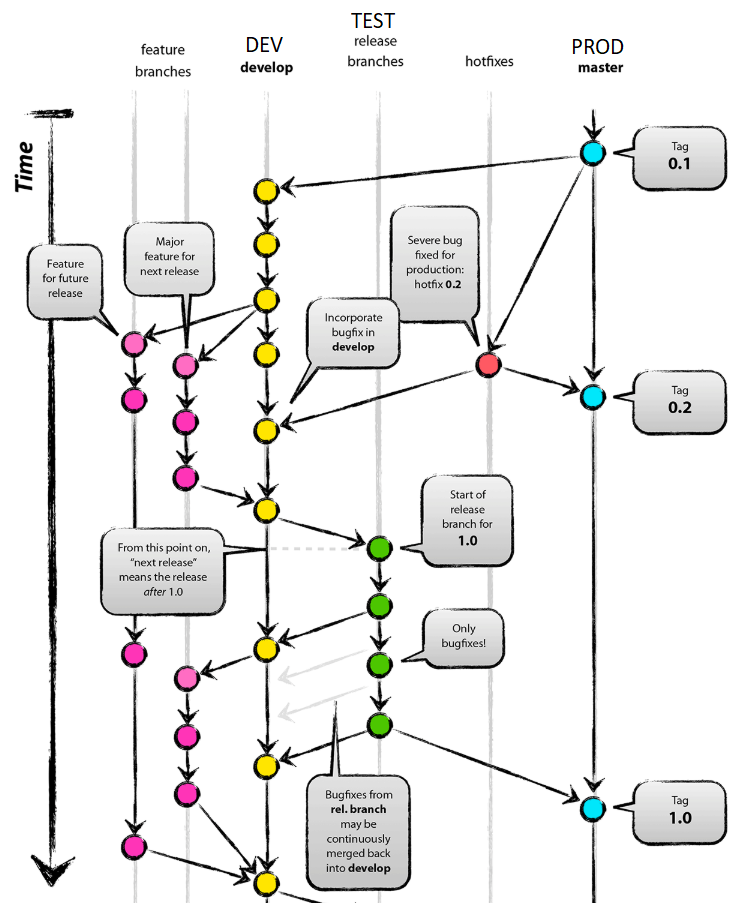 feature
branches
DEV
develop
TEST
release
branches
hotfixes
PROD
master
Time
Tag
0.1
Major
feature for
next release
Feature
for future
release
Severe bug
fixed for
production:
hotfix 0.2
Incorporate
bugfix in
develop
Tag
0.2
Start of
release
branch for
1.0
From this point on,
“next release”
means the release
after 1.0
Only
bugfixes!
Bugfixes from
rel. branch
may be
continuously
merged back
into develop
Tag
1.0